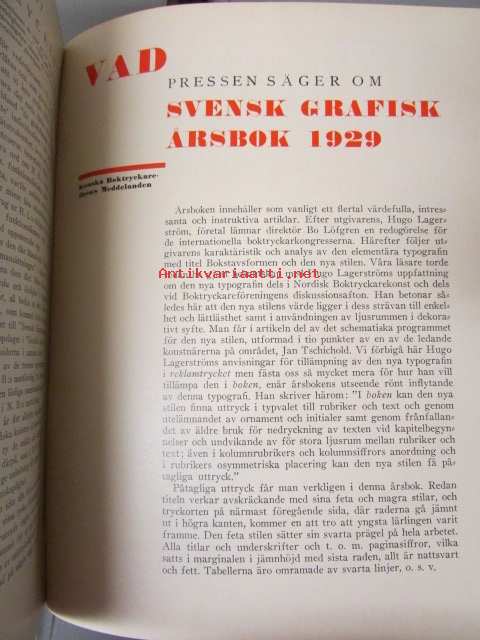 VAD
PRESSEN SÄGER OM
SVENSK GRAFISK
ÅRSBOK 1929
Svenska Boktryckare-
föreningens Meddelanden
Årsboken innehåller som vanligt ett flertal värdefulla, intres-
santa och instruktiva artiklar. Efter utgivarens, Hugo Lager-
ströms, företal lämnar direktör Bo Löfgren en redogörelse för
de internationella boktryckarkongresserna. Härefter följer ut-
givarens karaktäristik och analys av den elementära typografin
med titel Bokstavsformen och den nya stilen. Våra läsare torde
Hugo Lagerströms uppfattning
om den nya typografin dels i Nordisk Boktryckarekonst och dels
vid Boktryckareföreningens diskussionsafton. Han betonar så-
ledes här att den nya stilens värde ligger i dess strävan till enkel-
het och lättlästhet samt i användningen av ljusrummen i dekora-
tivt syfte. Man får i artikeln del av det schematiska programmet
för den nya stilen, utformad i tio punkter av en av de ledande
konstnärerna på området, Jan Tschichold. Vi förbigå här Hugo
Lagerströms anvisningar för tillämpning av den nya typografin
i reklamtrycket men fästa oss så mycket mera för hur han vill
tillämpa den i boken, enär årsbokens utseende rönt inflytande
av denna typografi. Han skriver härom: "I boken kan den nya
stilen finna uttryck i typvalet till rubriker och text och genom
utelämnandet av ornament och initialer samt genom frånfallan-
det av äldre bruk för nedryckning av texten vid kapitelbegyn-
nelser och undvikande av för stora ljusrum mellan rubriker och
text; även i kolumnrubrikers och kolumnsiffrors anordning och
i rubrikers osymmetriska placering kan den nya stilen få på-
tagliga uttryck."
Påtagliga uttryck får man verkligen i denna årsbok. Redan
titeln verkar avskräckande med sina feta och magra stilar, och
tryckorten på närmast föregående sida, där raderna gå jämnt
ut i högra kanten, kommer en att tro att yngsta lärlingen varit
framme. Den feta stilen sätter sin svarta prägel på hela arbetet.
Alla titlar och underskrifter och t. o. m. paginasiffror, vilka
satts i marginalen i jämnhöjd med sista raden, allt är nattsvart
och fett. Tabellerna äro omramade av svarta linjer, o. s. v.
Antikvariaatti.net